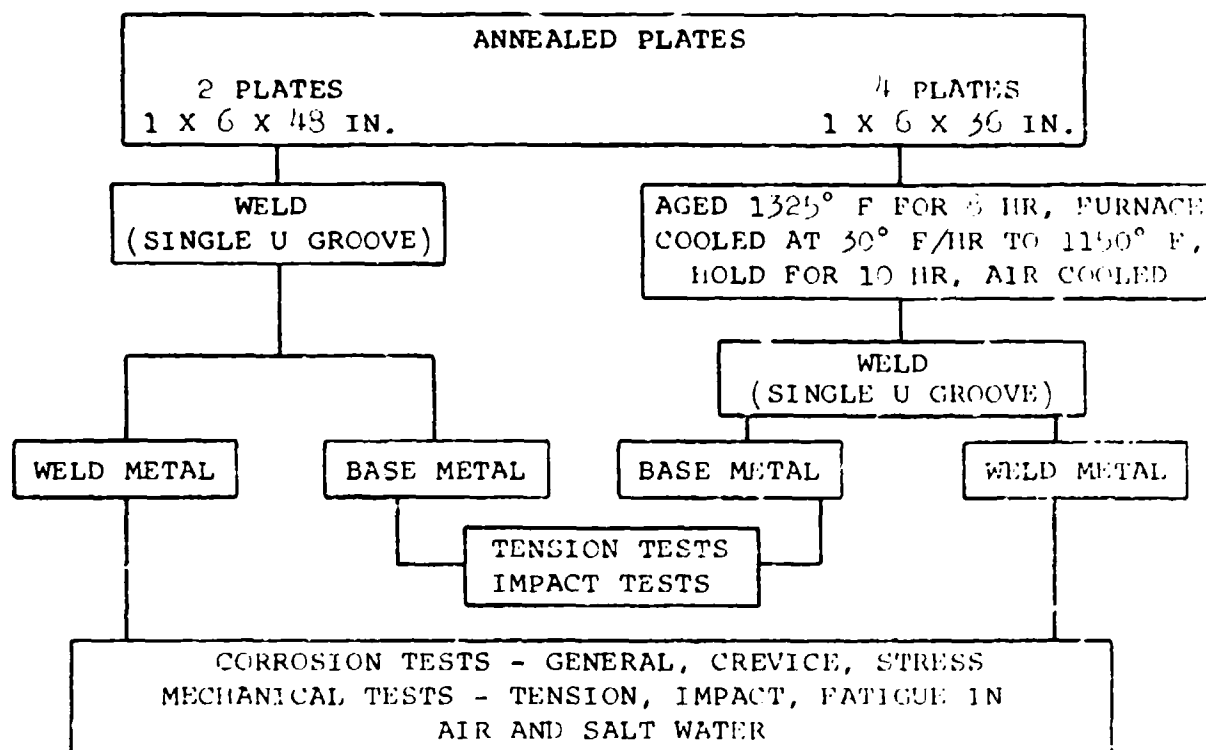 ANNEALED PLATES
2 PLATES
1 X 6 X 48 IN.
4 PLATES
1 X 6 X 36 IN.
WELD
(SINGLE U GROOVE)
AGED 1325° F FOR 8 HR, FURNACE
COOLED AT 30° F/HR TO 1150° F,
HOLD FOR 10 HR, AIR COOLED
WELD
(SINGLE U GROOVE)
WELD METAL
BASE METAL
BASE METAL
WELD METAL
TENSION TESTS
IMPACT TESTS
CORROSION TESTS - GENERAL, CREVICE, STRESS
MECHANICAL TESTS - TENSION, IMPACT, FATIGUE IN
AIR AND SALT WATER